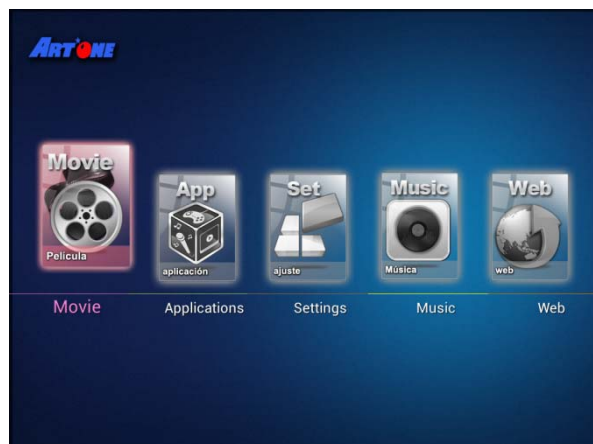 ART'ONE
Movie
App
Set
Music
Web
Pelicula
aplicación
ajuste
Música
web
Movie
Applications
Settings
Music
Web